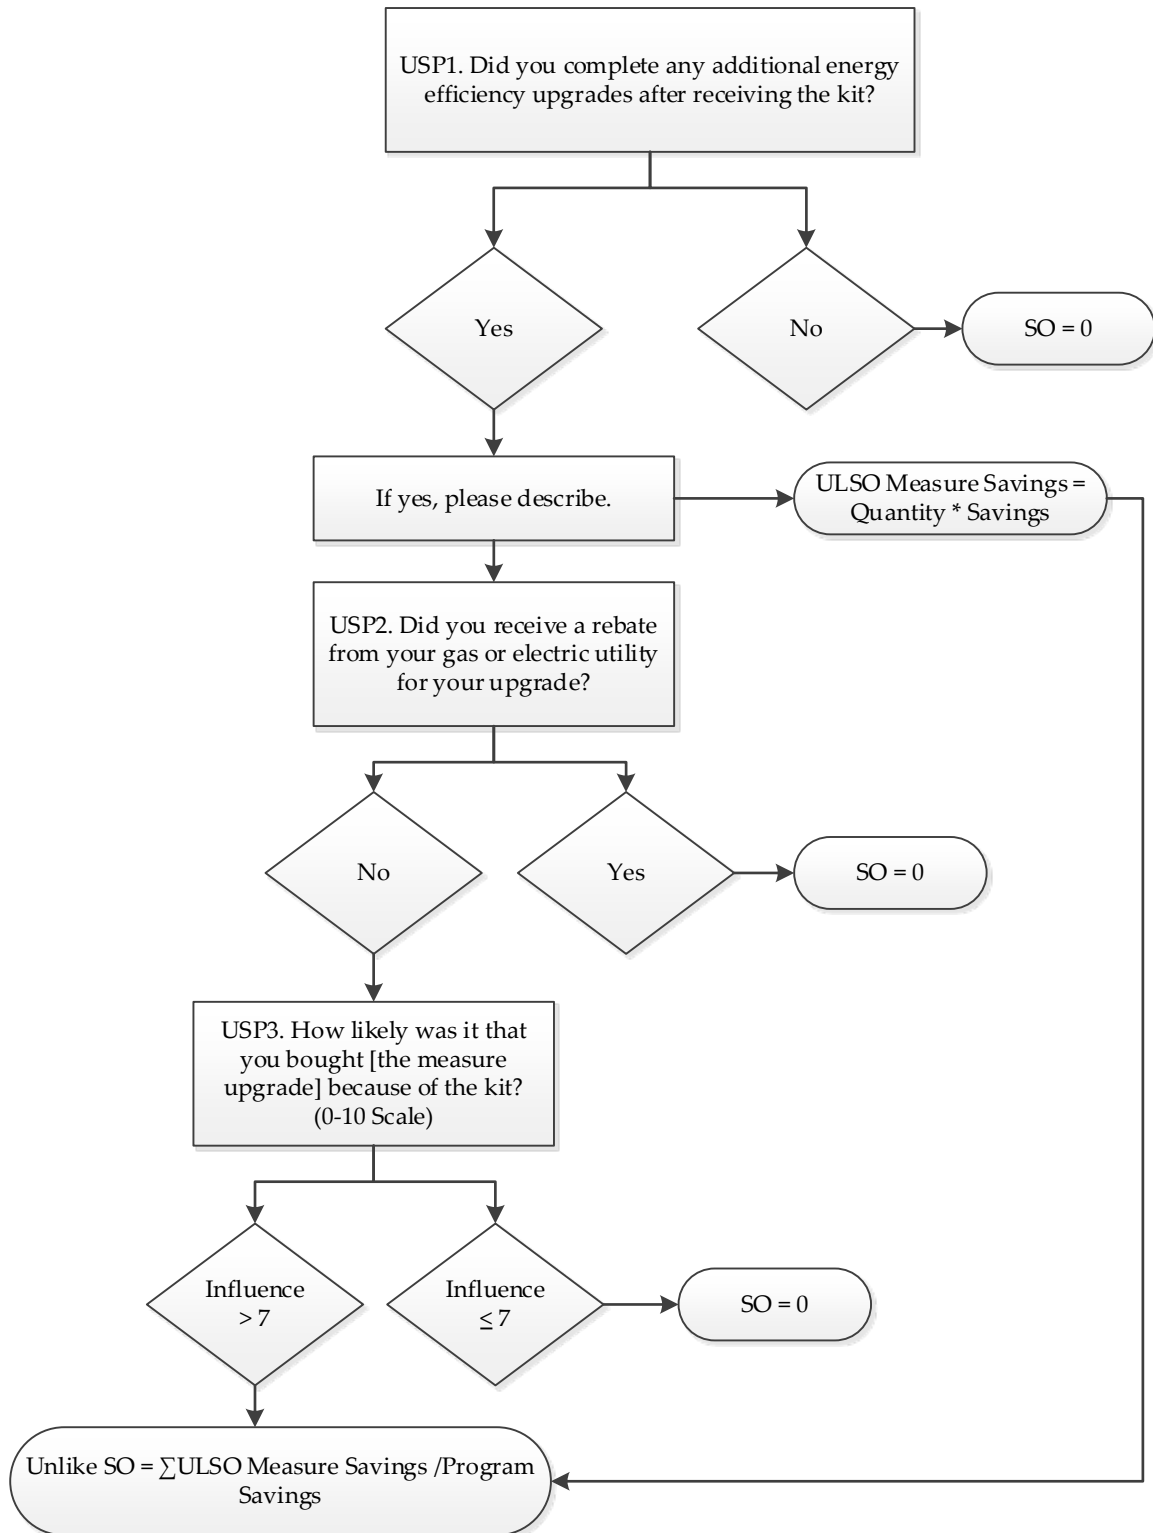 USP1. Did you complete any additional energy
efficiency upgrades after receiving the kit?
Yes
No
SO = 0
If yes, please describe.
ULSO Measure Savings =
Quantity * Savings
USP2. Did you receive a rebate
from your gas or electric utility
for your upgrade?
No
Yes
SO = 0
USP3. How likely was it that
you bought [the measure
upgrade] because of the kit?
(0-10 Scale)
Influence
> 7
Influence
≤ 7
SO = 0
Unlike SO = ∑ULSO Measure Savings /Program
Savings